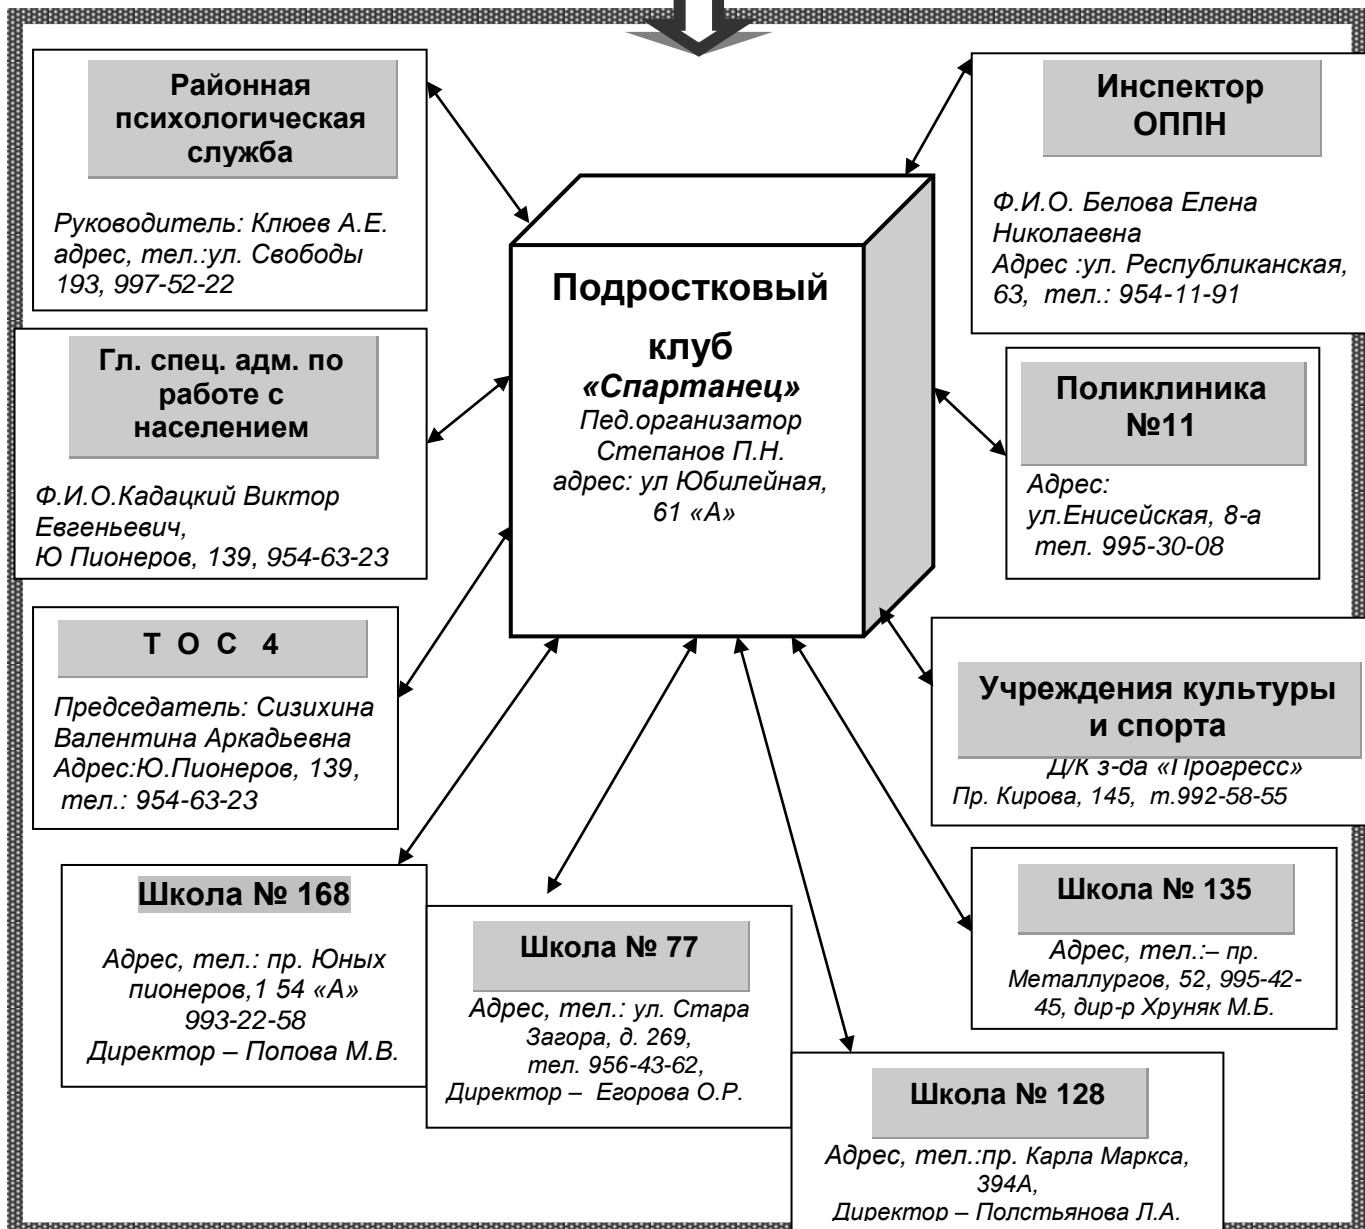 Районная
психологическая
служба
Руководитель: Клюев А.Е.
адрес, тел.:ул. Свободы
193, 997-52-22
Инспектор
ОППН
Ф.И.О. Белова Елена
Николаевна
Адрес :ул. Республиканская,
63, тел.: 954-11-91
Подростковый
клуб
«Спартанец»
Пед.организатор
Степанов П.Н.
адрес: ул Юбилейная,
61 «А»
Гл. спец. адм. по
работе с
населением
Ф.И.О.Кадацкий Виктор
Евгеньевич,
Ю Пионеров, 139, 954-63-23
Поликлиника
№11
Адрес:
ул.Енисейская, 8-а
тел. 995-30-08
Т О С 4
Председатель: Сизихина
Валентина Аркадьевна
Адрес:Ю.Пионеров, 139,
тел.: 954-63-23
Учреждения культуры
и спорта
Д/К з-да «Прогресс»
Пр. Кирова, 145, т.992-58-55
Школа № 168
Адрес, тел.: пр. Юных
пионеров,1 54 «А»
993-22-58
Директор – Попова М.В.
Школа № 77
Адрес, тел.: ул. Стара
Загора, д. 269,
тел. 956-43-62,
Директор – Егорова О.Р.
Школа № 135
Адрес, тел.:– пр.
Металлургов, 52, 995-42-
45, дир-р Хруняк М.Б.
Школа № 128
Адрес, тел.:пр. Карла Маркса,
394А,
Директор – Полстьянова Л.А.